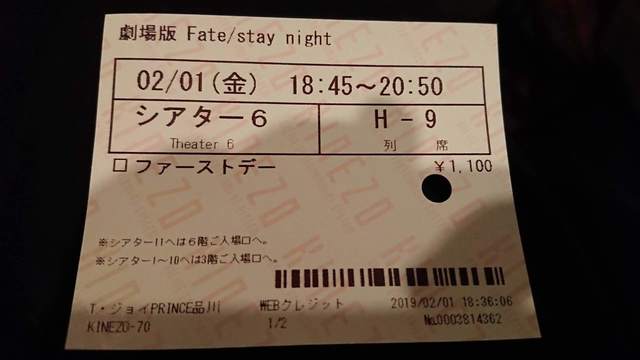 劇場版 Fate/stay night
02/01(金) 18:45～20:50
シアター６ H - 9
Theater 6 列 席
□ ファーストデー ￥1,100
※シアター11へは６階ご入場口へ。
※シアター1～10へは3階ご入場口へ。
T・ジョイPRINCE品川 WEBクレジット 2019/02/01 18:36:06
KINEZO-70 1/2 No.0003814362